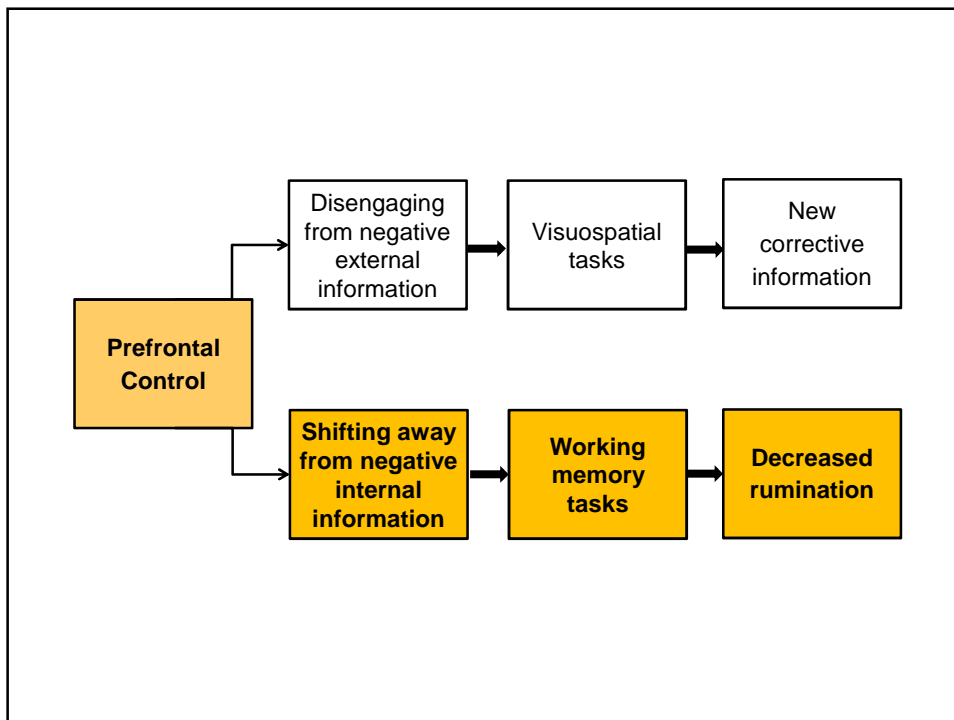 Disengaging
from negative
external
information
Visuospatial
tasks
New
corrective
information
Prefrontal
Control
Shifting away
from negative
internal
information
Working
memory
tasks
Decreased
rumination